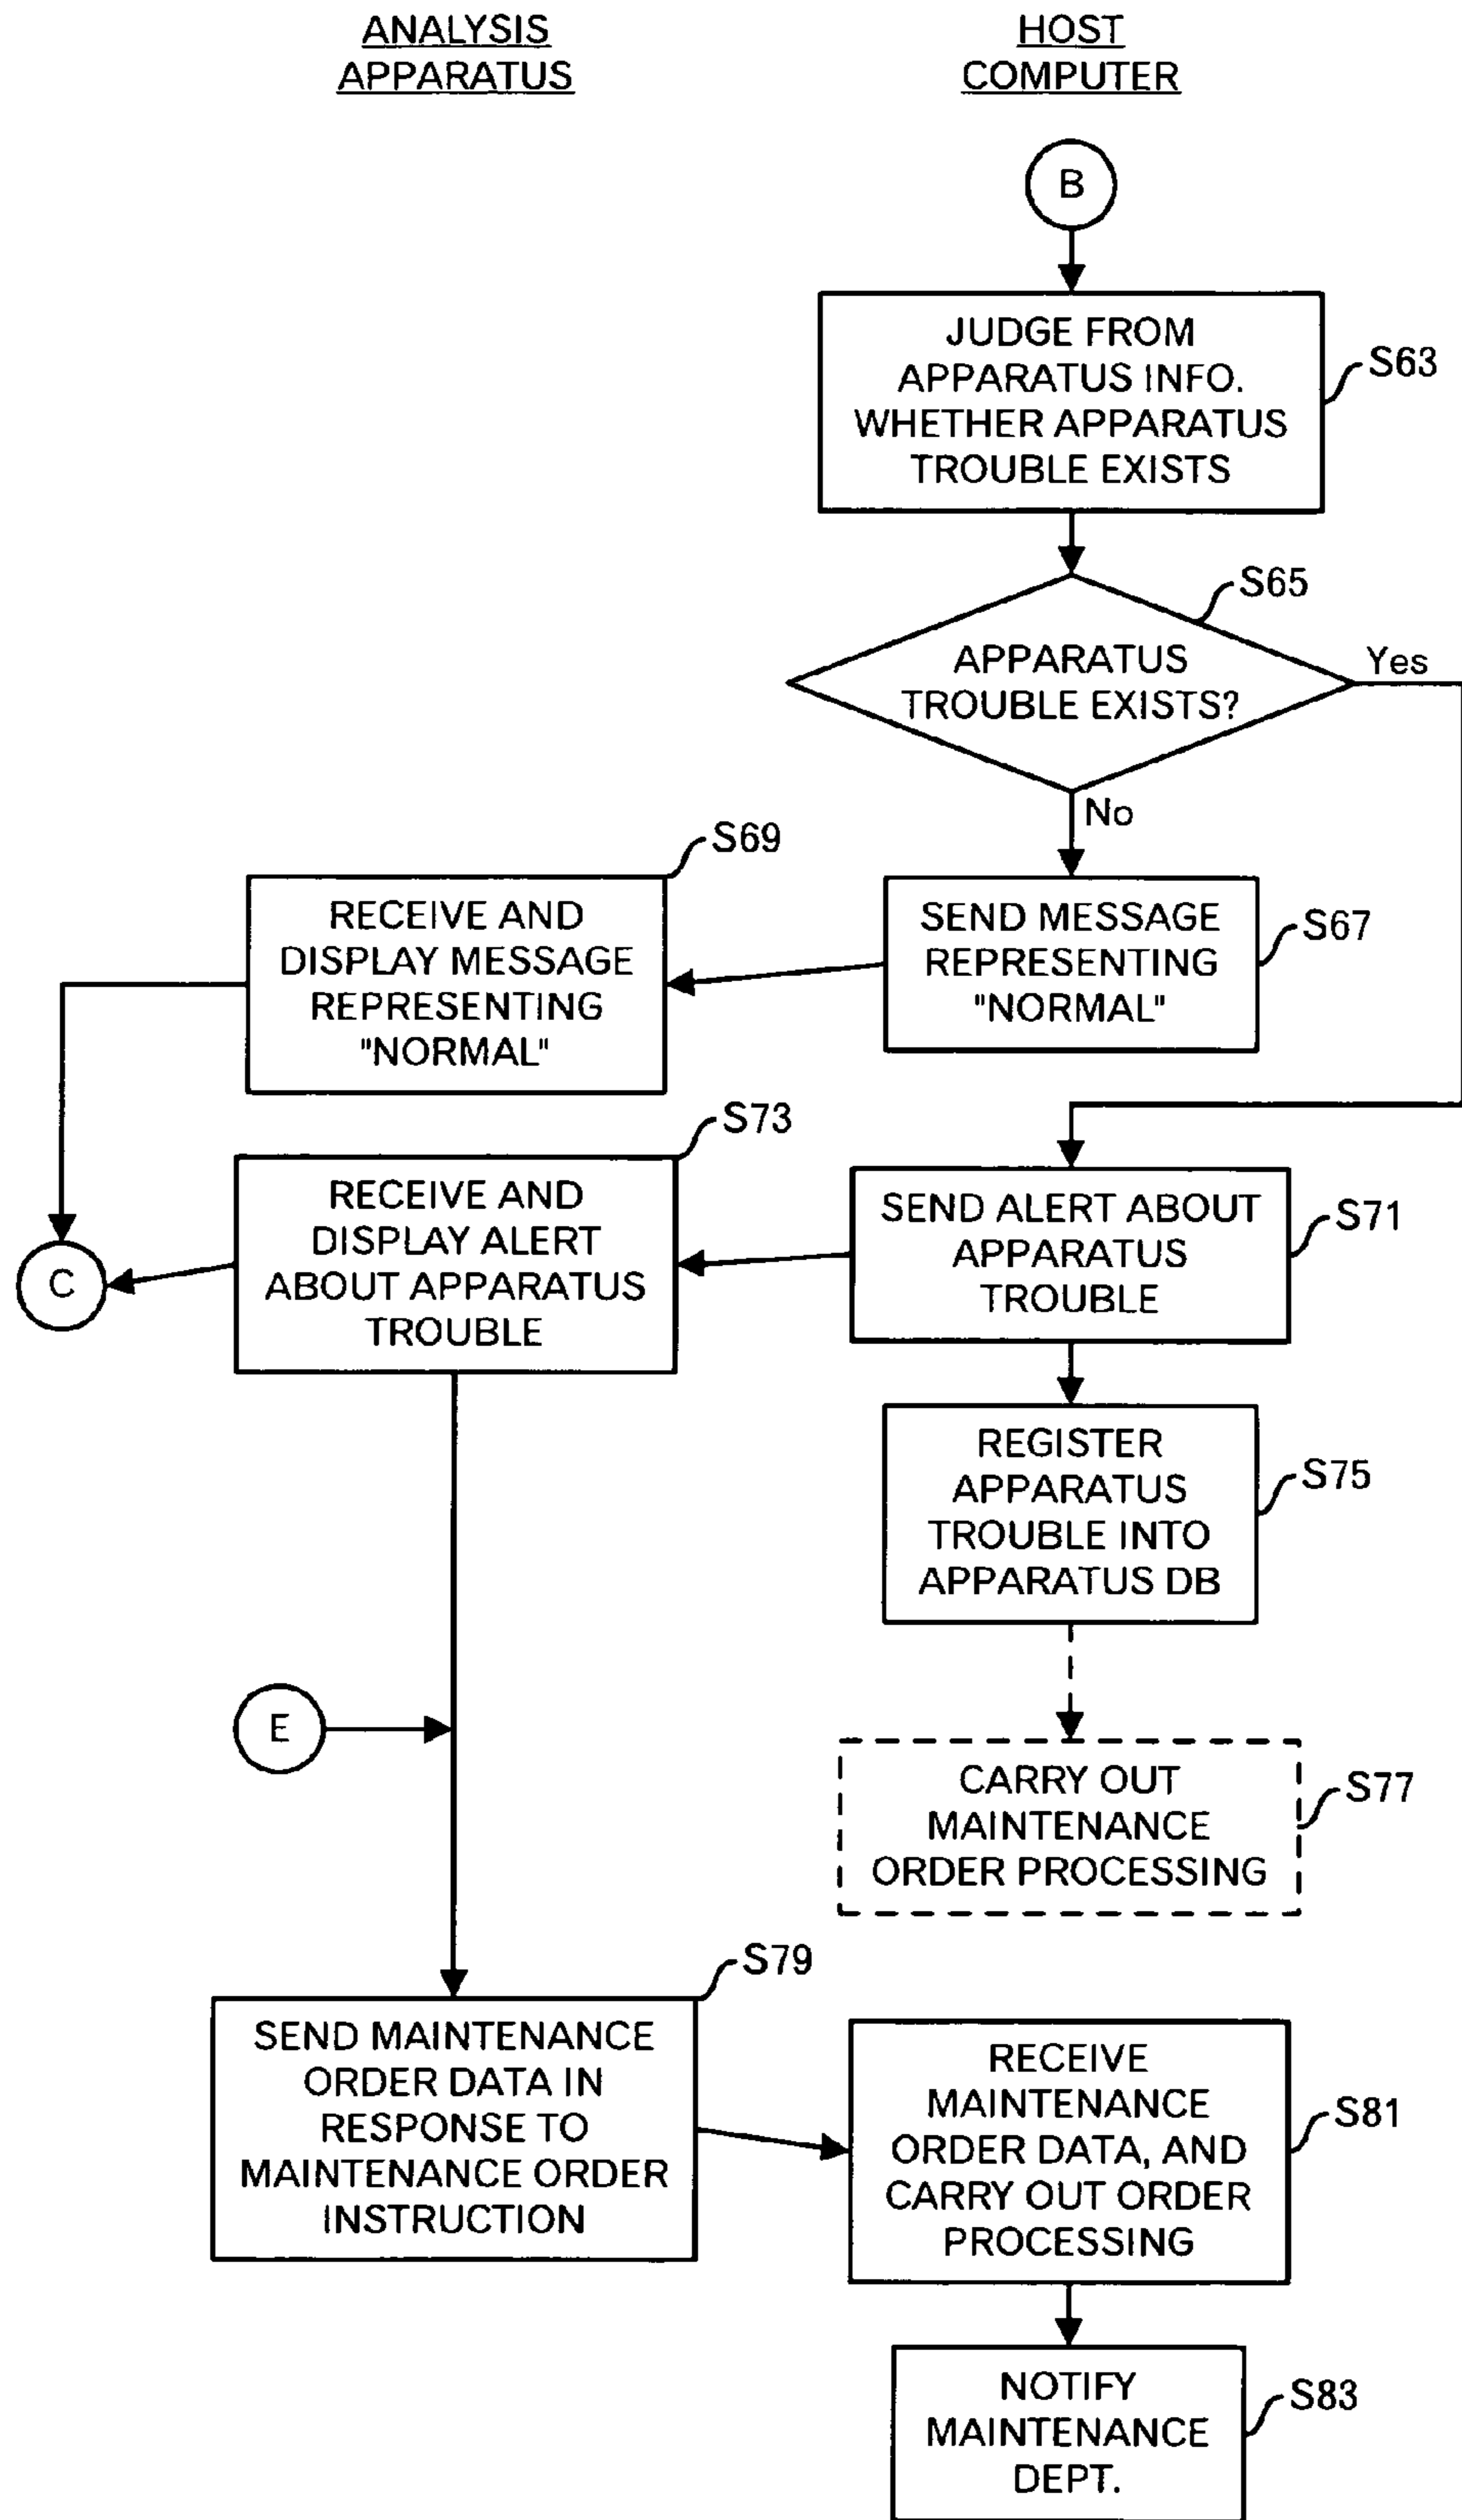 ANALYSIS
APPARATUS
HOST
COMPUTER
B
JUDGE FROM
APPARATUS INFO.
WHETHER APPARATUS
TROUBLE EXISTS
S63
S65
APPARATUS
TROUBLE EXISTS?
Yes
No
S69
RECEIVE AND
DISPLAY MESSAGE
REPRESENTING
"NORMAL"
SEND MESSAGE
REPRESENTING
"NORMAL"
S67
S73
RECEIVE AND
DISPLAY ALERT
ABOUT APPARATUS
TROUBLE
SEND ALERT ABOUT
APPARATUS
TROUBLE
S71
C
REGISTER
APPARATUS
TROUBLE INTO
APPARATUS DB
S75
E
CARRY OUT
MAINTENANCE
ORDER PROCESSING
S77
S79
SEND MAINTENANCE
ORDER DATA IN
RESPONSE TO
MAINTENANCE ORDER
INSTRUCTION
RECEIVE
MAINTENANCE
ORDER DATA, AND
CARRY OUT ORDER
PROCESSING
S81
NOTIFY
MAINTENANCE
DEPT.
S83